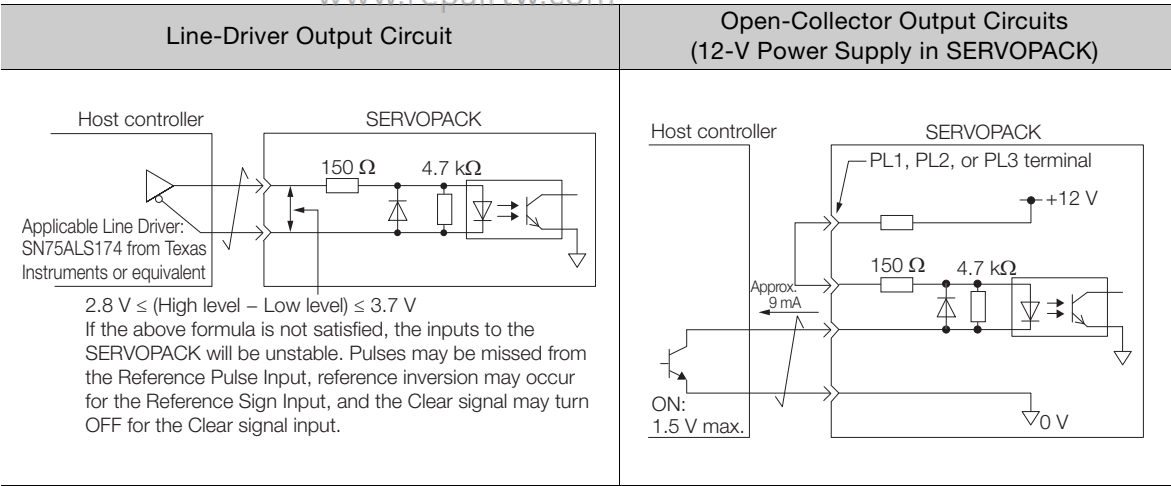 www.repairtw.com
Line-Driver Output Circuit
Open-Collector Output Circuits
(12-V Power Supply in SERVOPACK)
Host controller
SERVOPACK
150 Ω
4.7 kΩ
Applicable Line Driver:
SN75ALS174 from Texas
Instruments or equivalent
2.8 V ≤ (High level – Low level) ≤ 3.7 V
If the above formula is not satisfied, the inputs to the
SERVOPACK will be unstable. Pulses may be missed from
the Reference Pulse Input, reference inversion may occur
for the Reference Sign Input, and the Clear signal may turn
OFF for the Clear signal input.
Host controller
SERVOPACK
PL1, PL2, or PL3 terminal
+12 V
150 Ω
4.7 kΩ
Approx.
9 mA
ON:
1.5 V max.
0 V